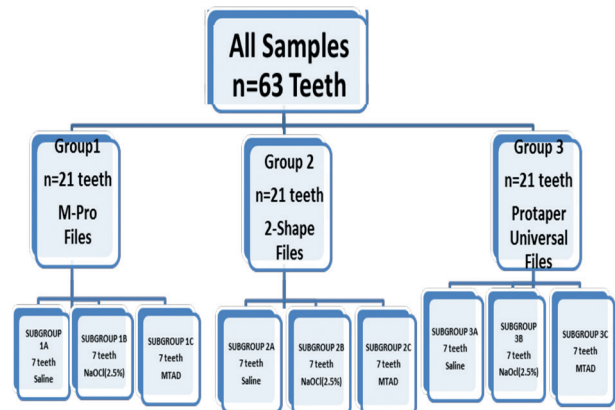 All Samples
n=63 Teeth
Group1
n=21 teeth
M-Pro
Files
Group 2
n=21 teeth
2-Shape
Files
Group 3
n=21 teeth
Protaper
Universal
Files
SUBGROUP
1A
7 teeth
Saline
SUBGROUP 1B
7 teeth
NaOCl(2.5%)
SUBGROUP 1C
7 teeth
MTAD
SUBGROUP 2A
7 teeth
Saline
SUBGROUP 2B
7 teeth
NaOCl(2.5%)
SUBGROUP 2C
7 teeth
MTAD
SUBGROUP 3A
7 teeth
Saline
SUBGROUP
3B
7 teeth
NaOCl(2.5%)
SUBGROUP 3C
7 teeth
MTAD